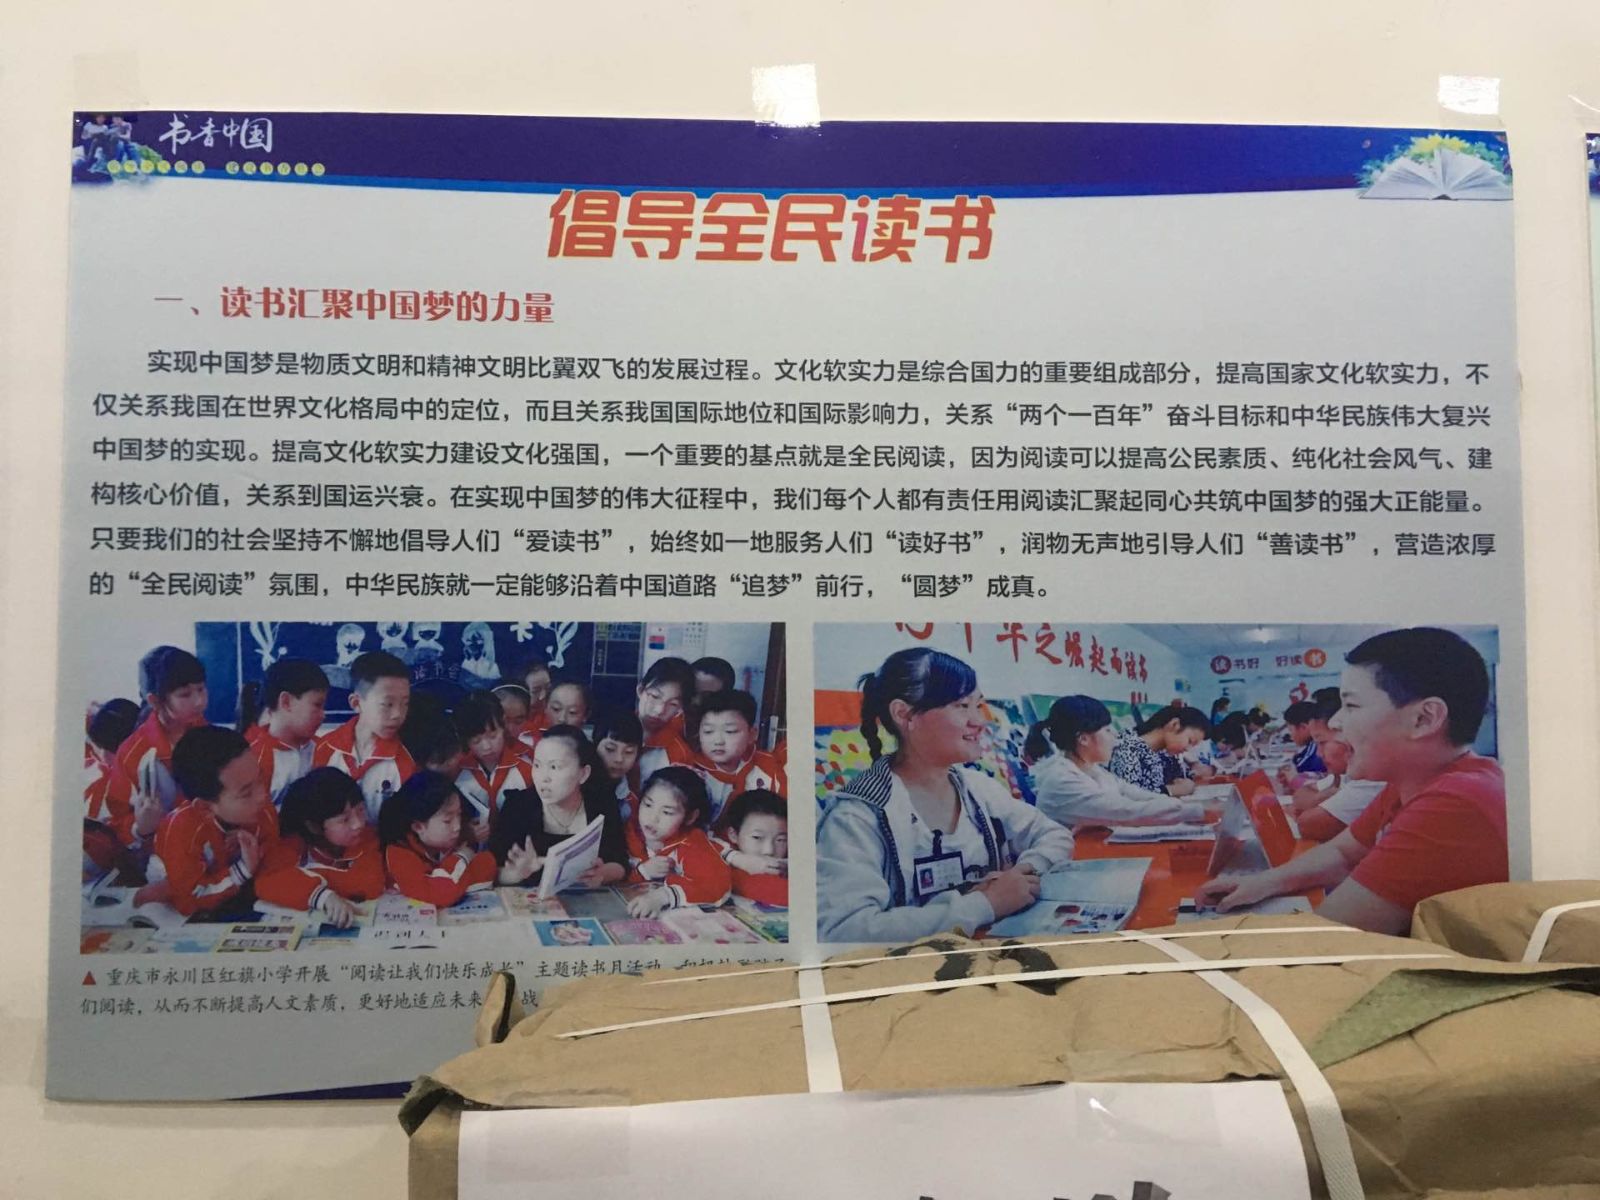 书香中国
倡导全民读书
一、读书汇聚中国梦的力量
实现中国梦是物质文明和精神文明比翼双飞的发展过程。文化软实力是综合国力的重要组成部分，提高国家文化软实力，不
仅关系我国在世界文化格局中的定位，而且关系我国国际地位和国际影响力，关系“两个一百年”奋斗目标和中华民族伟大复兴
中国梦的实现。提高文化软实力建设文化强国，一个重要的基点就是全民阅读，因为阅读可以提高公民素质、纯化社会风气、建
构核心价值，关系到国运兴衰。在实现中国梦的伟大征程中，我们每个人都有责任用阅读汇聚起同心共筑中国梦的强大正能量。
只要我们的社会坚持不懈地倡导人们“爱读书”，始终如一地服务人们“读好书”，润物无声地引导人们“善读书”，营造浓厚
的“全民阅读”氛围，中华民族就一定能够沿着中国道路“追梦”前行，“圆梦”成真。
读书会
中华之崛起而读书
读书好 好读书
▲ 重庆市永川区红旗小学开展“阅读让我们快乐成长”主题读书月活动
们阅读，从而不断提高人文素质，更好地适应未来 战